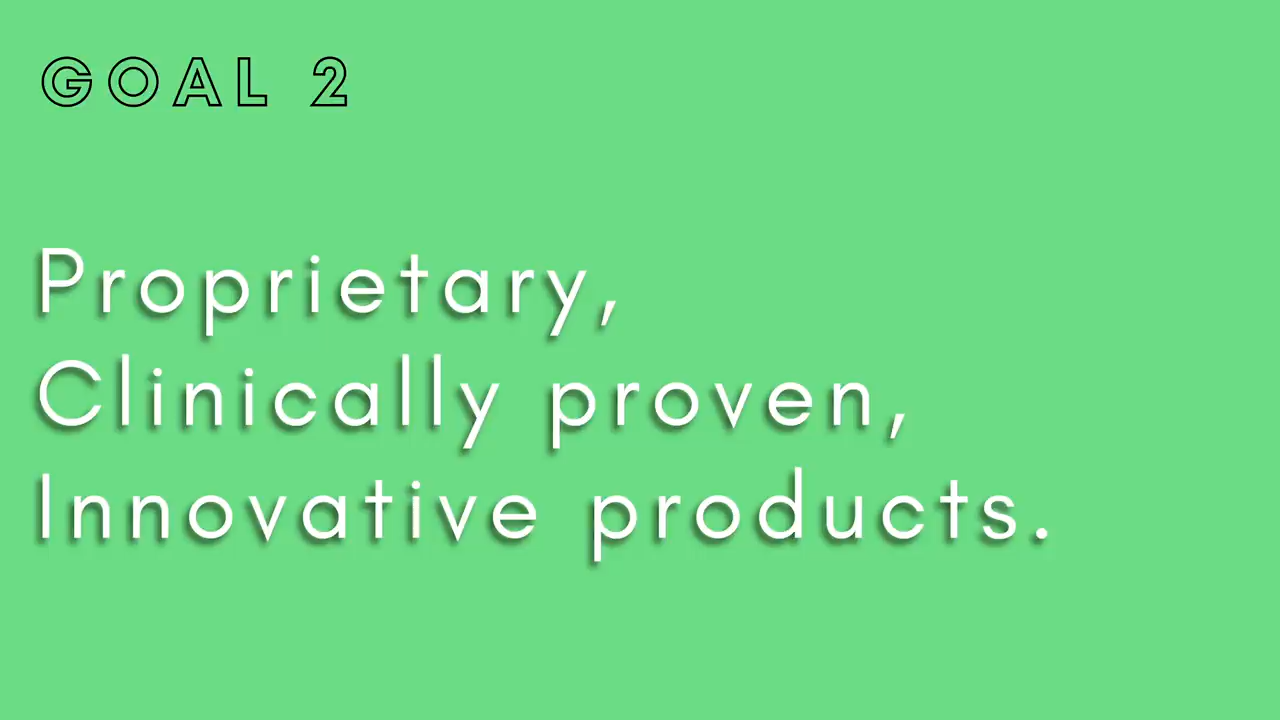 GOAL 2
Proprietary,
Clinically proven,
Innovative products.